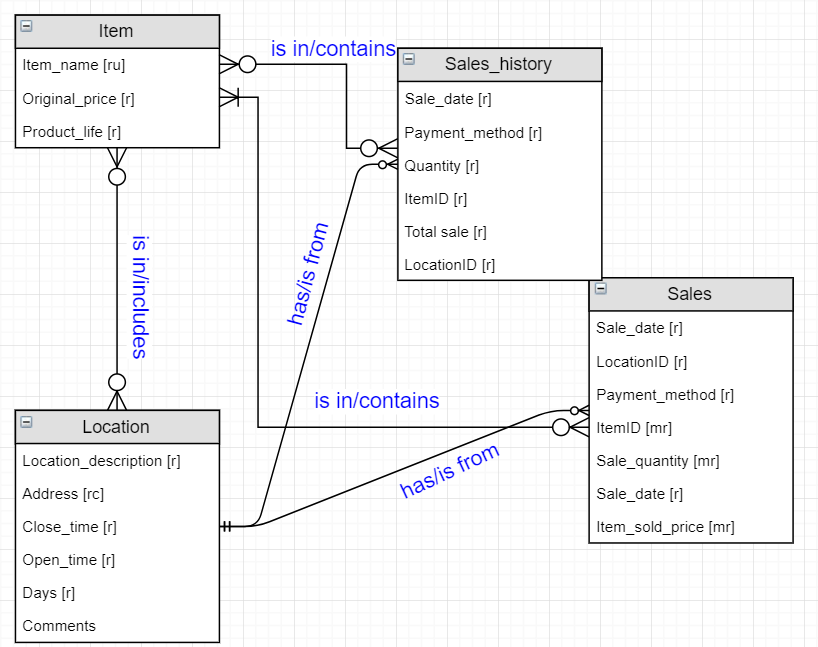 Item
Item_name [ru]
Original_price [r]
Product_life [r]
is in/contains
Sales_history
Sale_date [r]
Payment_method [r]
Quantity [r]
ItemID [r]
Total sale [r]
LocationID [r]
is in/includes
has/is from
Sales
Sale_date [r]
LocationID [r]
Payment_method [r]
ItemID [mr]
Sale_quantity [mr]
Sale_date [r]
Item_sold_price [mr]
is in/contains
has/is from
Location
Location_description [r]
Address [rc]
Close_time [r]
Open_time [r]
Days [r]
Comments